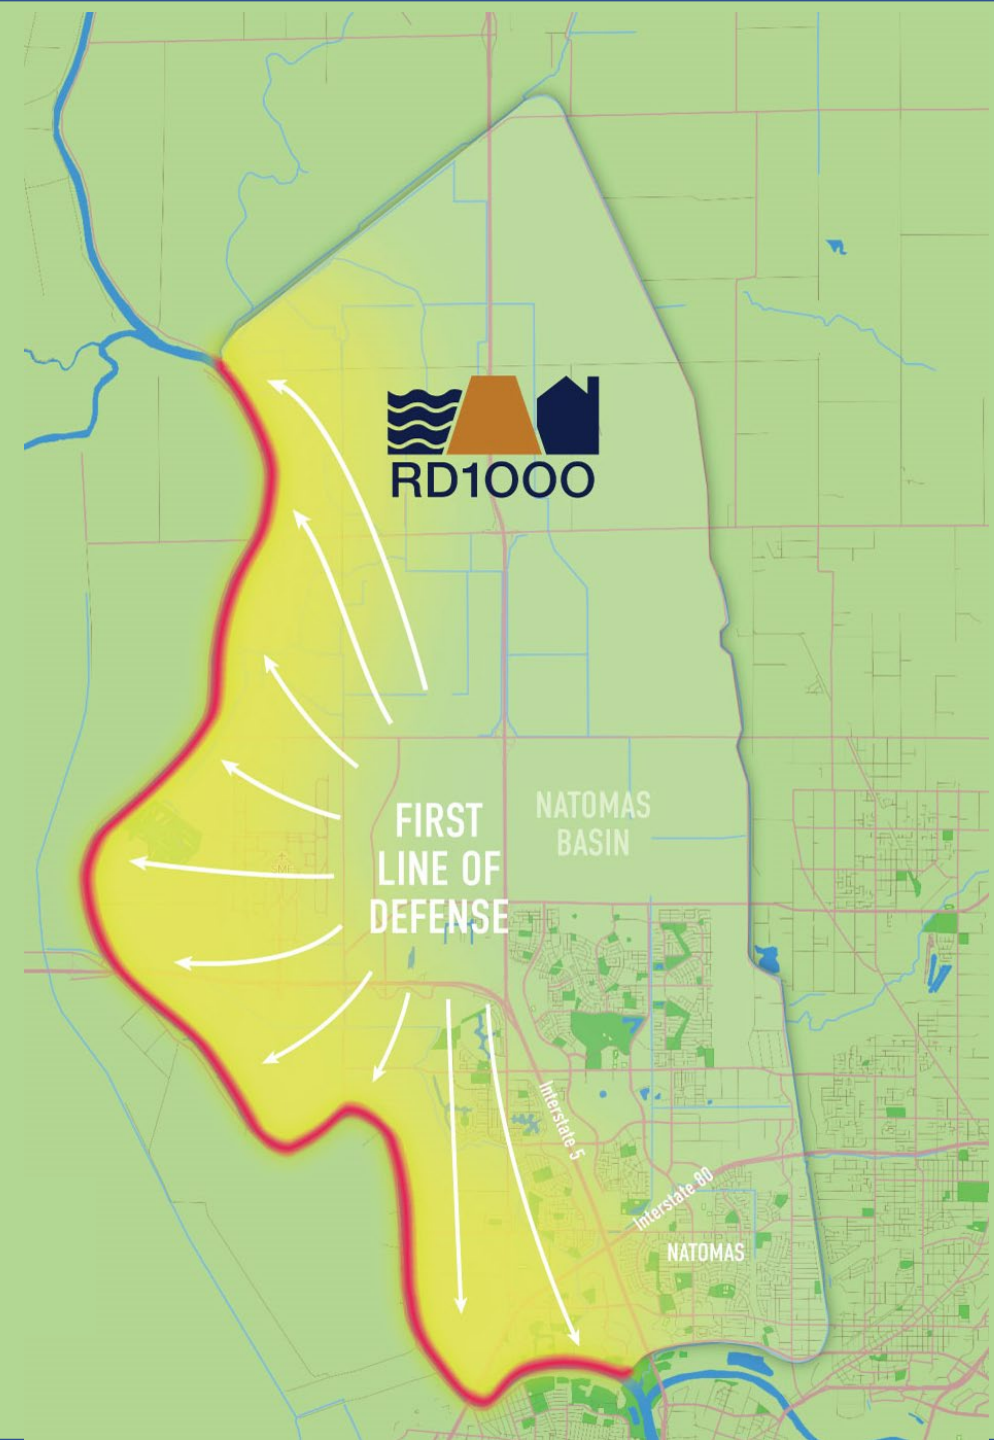 RD1000
FIRST
LINE OF
DEFENSE
NATOMAS
BASIN
Interstate 5
Interstate 80
NATOMAS